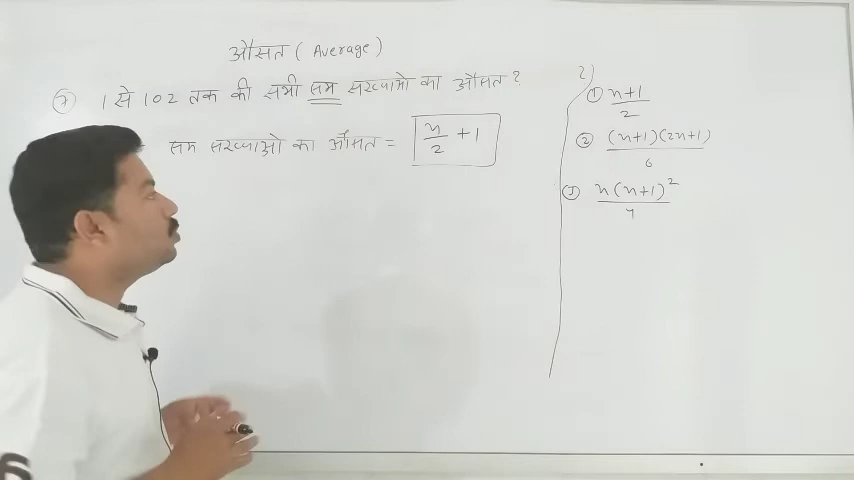 औसत ( Average )
7 1 से 102 तक की सभी सम संख्याओ का औसत ?
सम संख्याओ का औसत = n/2 + 1
2)
① n+1/2
② (n+1)(2n+1)/6
③ n(n+1)²/4